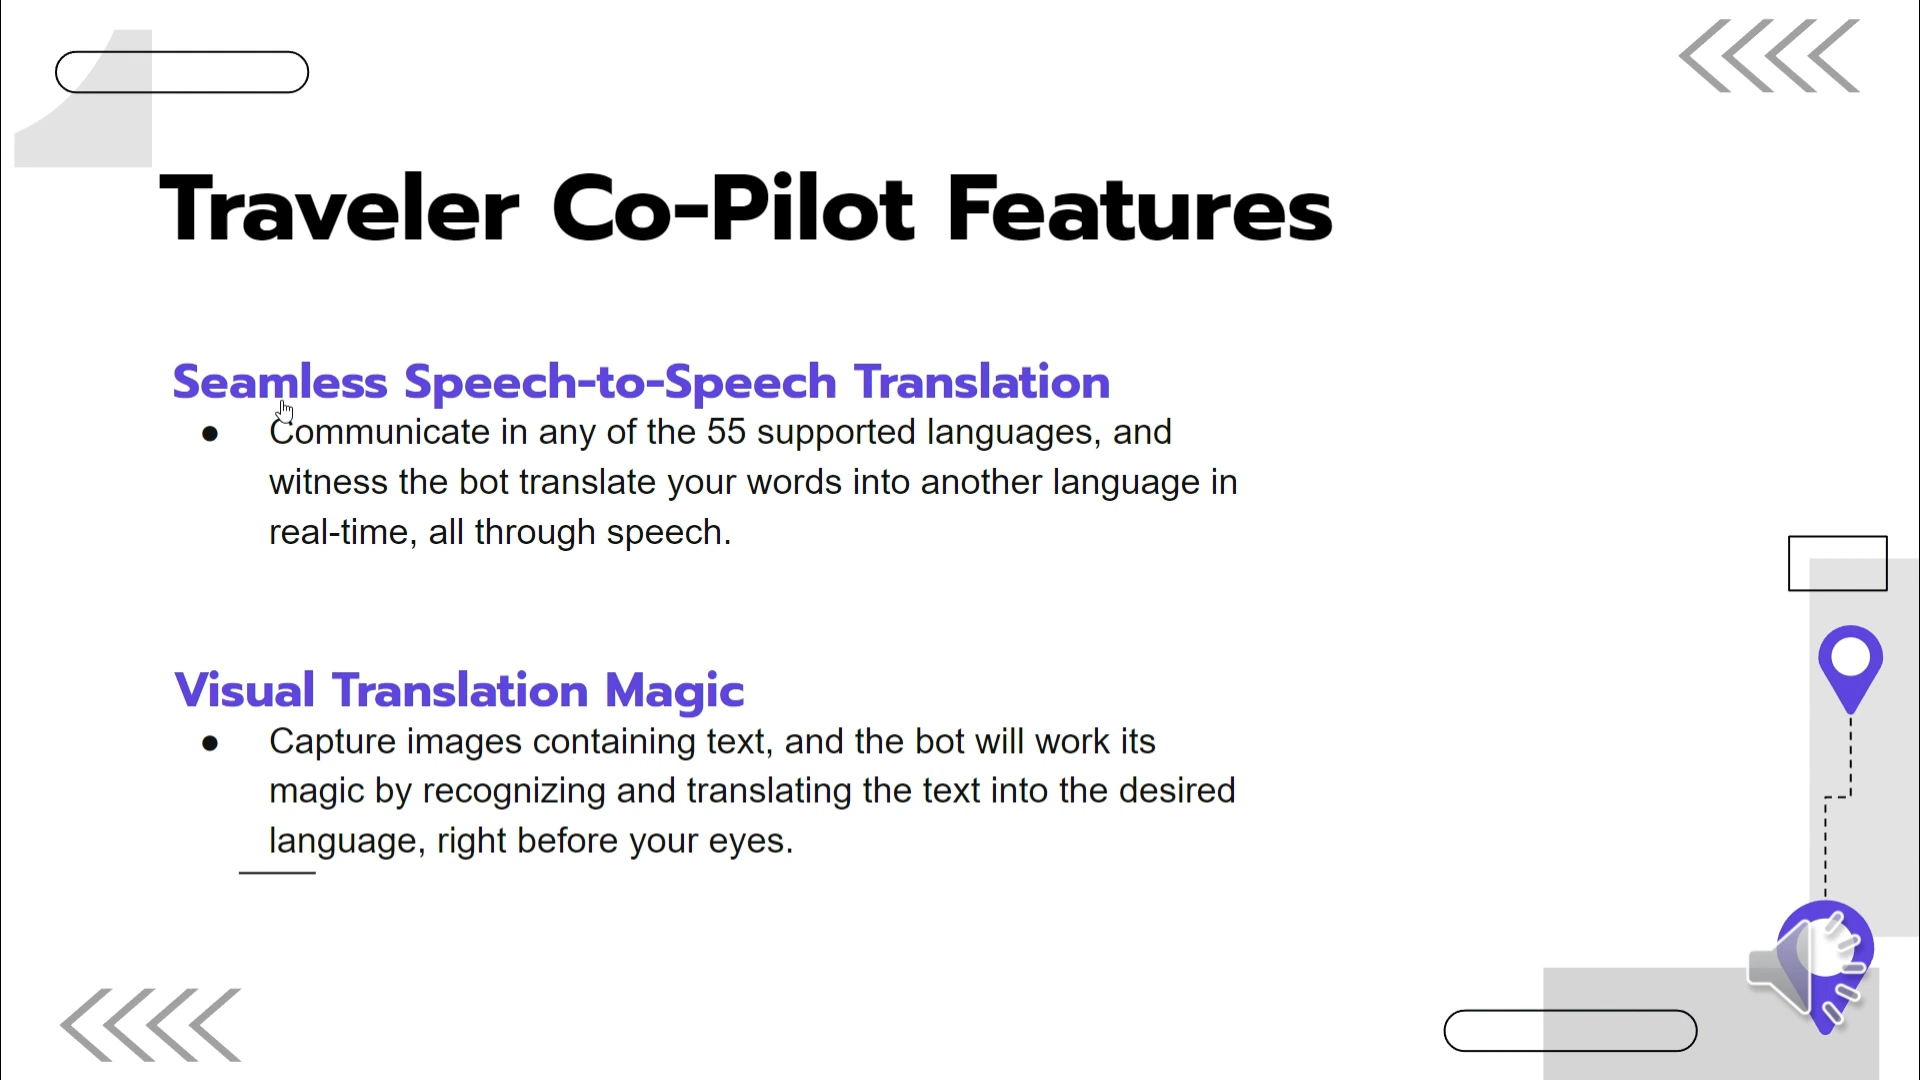 Traveler Co-Pilot Features
Seamless Speech-to-Speech Translation
● Communicate in any of the 55 supported languages, and
witness the bot translate your words into another language in
real-time, all through speech.
Visual Translation Magic
● Capture images containing text, and the bot will work its
magic by recognizing and translating the text into the desired
language, right before your eyes.